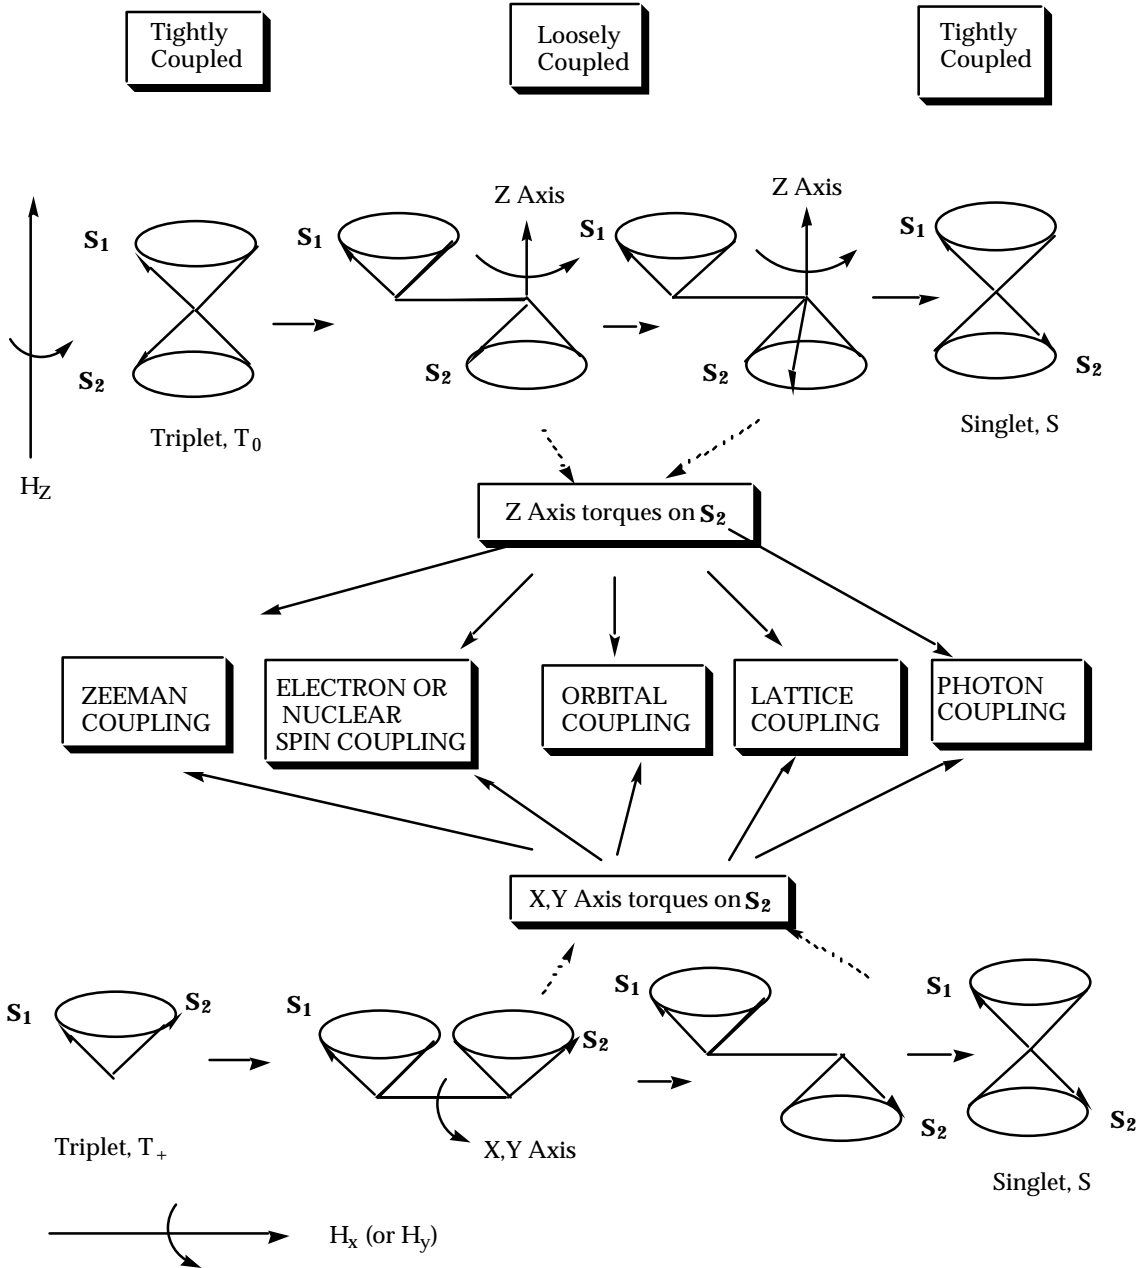 Tightly
Coupled
Loosely
Coupled
Tightly
Coupled
Z Axis
Z Axis
S1
S1
S1
S1
S2
S2
S2
S2
Triplet, T0
Singlet, S
HZ
Z Axis torques on S2
ZEEMAN
COUPLING
ELECTRON OR
NUCLEAR
SPIN COUPLING
ORBITAL
COUPLING
LATTICE
COUPLING
PHOTON
COUPLING
X,Y Axis torques on S2
S1
S2
S1
S2
S1
S2
S1
S2
Triplet, T+
X,Y Axis
Singlet, S
Hx (or Hy)